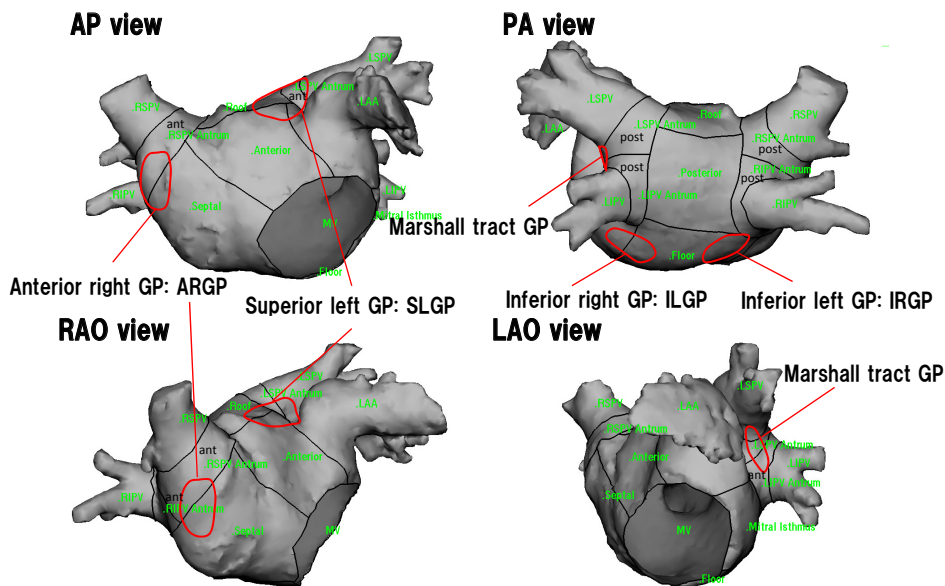 AP view
PA view
.LSPV
LSPV Antrum
ant
.Roof
.LAA
.RSPV
ant
.RSPV Antrum
.Anterior
.RIPV
Septal
LIPV
Mitral Isthmus
MV
.Floor
.LSPV
.LAA
.Roof
.LSPV Antrum
post
.RSPV
.RSPV Antrum
post
post
.Posterior
RIPV Antrum
post
LIPV Antrum
.LIPV
.RIPV
.Floor
Marshall tract GP
Anterior right GP: ARGP
Superior left GP: SLGP
Inferior right GP: ILGP
Inferior left GP: IRGP
RAO view
LAO view
.LSPV
LSPV Antrum
.Roof
.LAA
.RSPV
ant
RSPV Antrum
.Anterior
RIPV
ant
.RIPV Antrum
Septal
MV
Marshall tract GP
.LSPV
.RSPV
.LAA
.RSPV Antrum
LSPV Antrum
.Anterior
LIPV
ant
LIPV Antrum
.Septal
.Mitral Isthmus
MV
.Floor